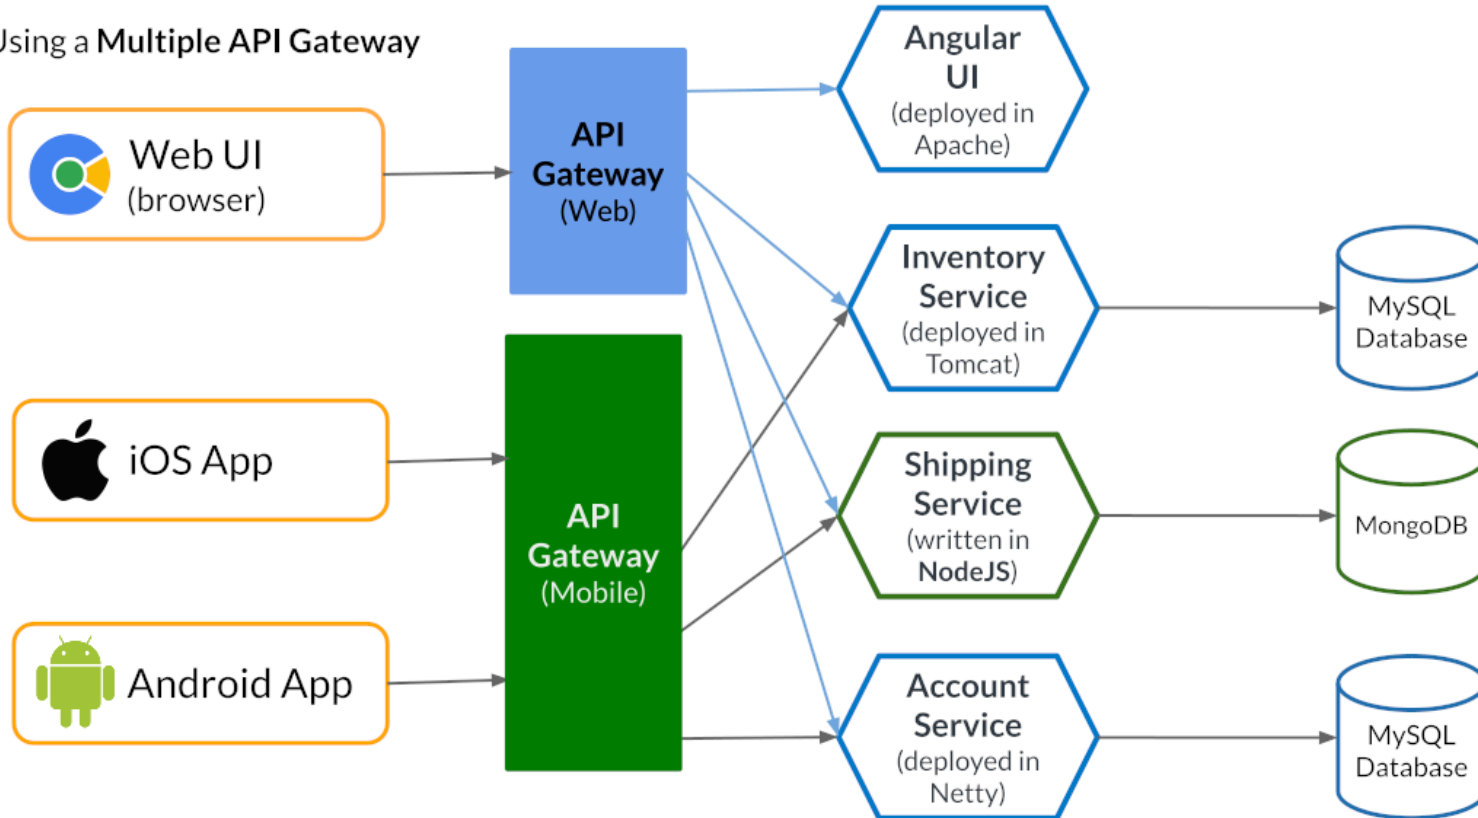 Using a Multiple API Gateway
Web UI
(browser)
iOS App
Android App
API
Gateway
(Web)
API
Gateway
(Mobile)
Angular
UI
(deployed in
Apache)
Inventory
Service
(deployed in
Tomcat)
Shipping
Service
(written in
NodeJS)
Account
Service
(deployed in
Netty)
MySQL
Database
MongoDB
MySQL
Database